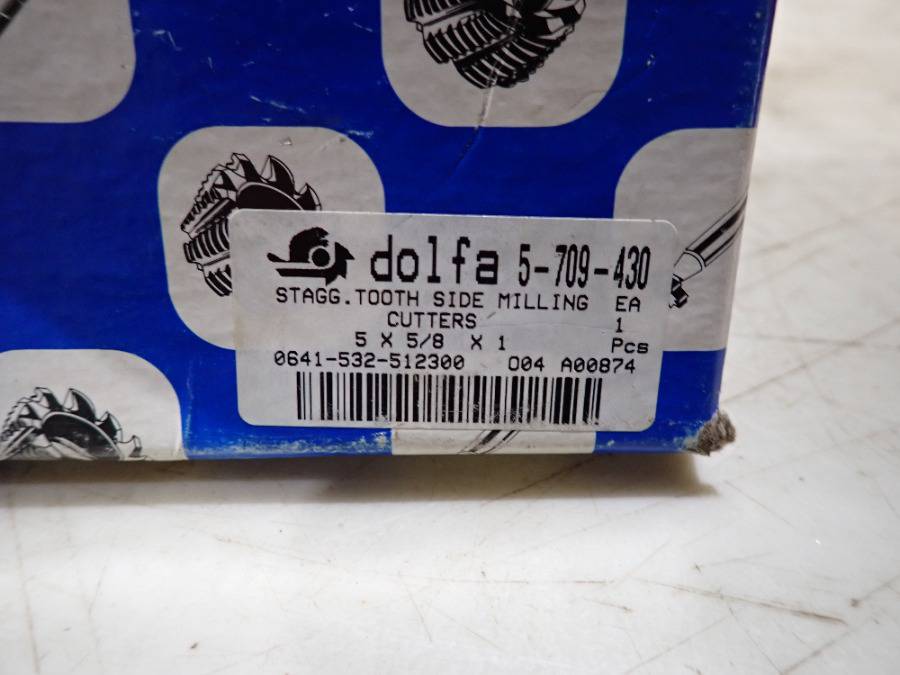 dolfa 5-709-430
STAGG.TOOTH SIDE MILLING EA
CUTTERS 1
5 X 5/8 X 1 Pcs
0641-532-512300 004 A00874